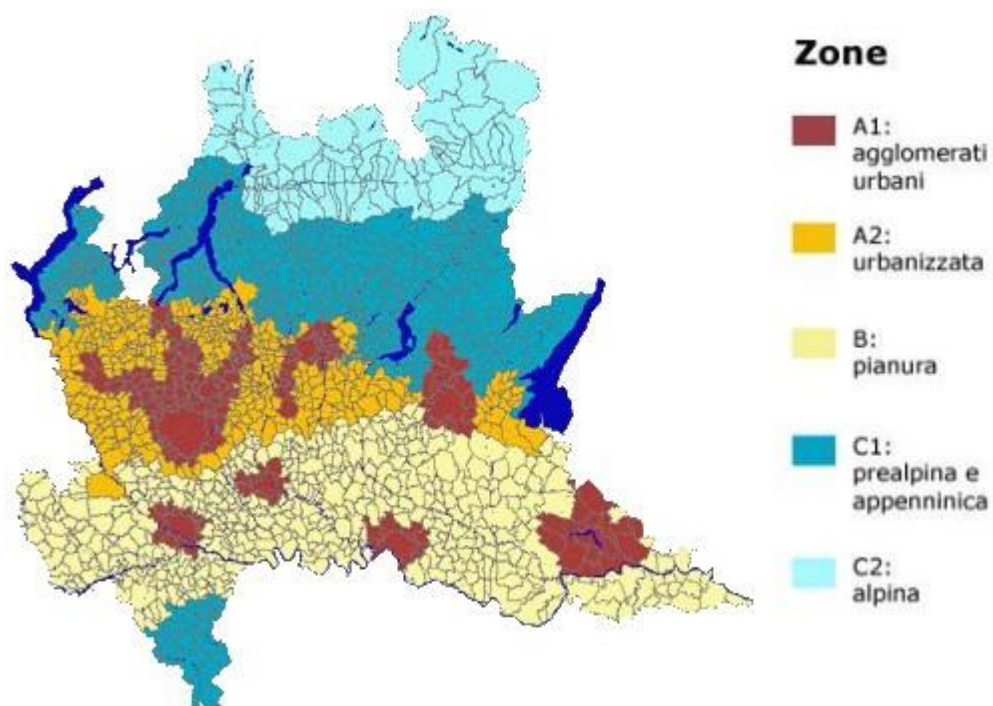 Zone
A1:
agglomerati
urbani
A2:
urbanizzata
B:
pianura
C1:
prealpina e
appenninica
C2:
alpina